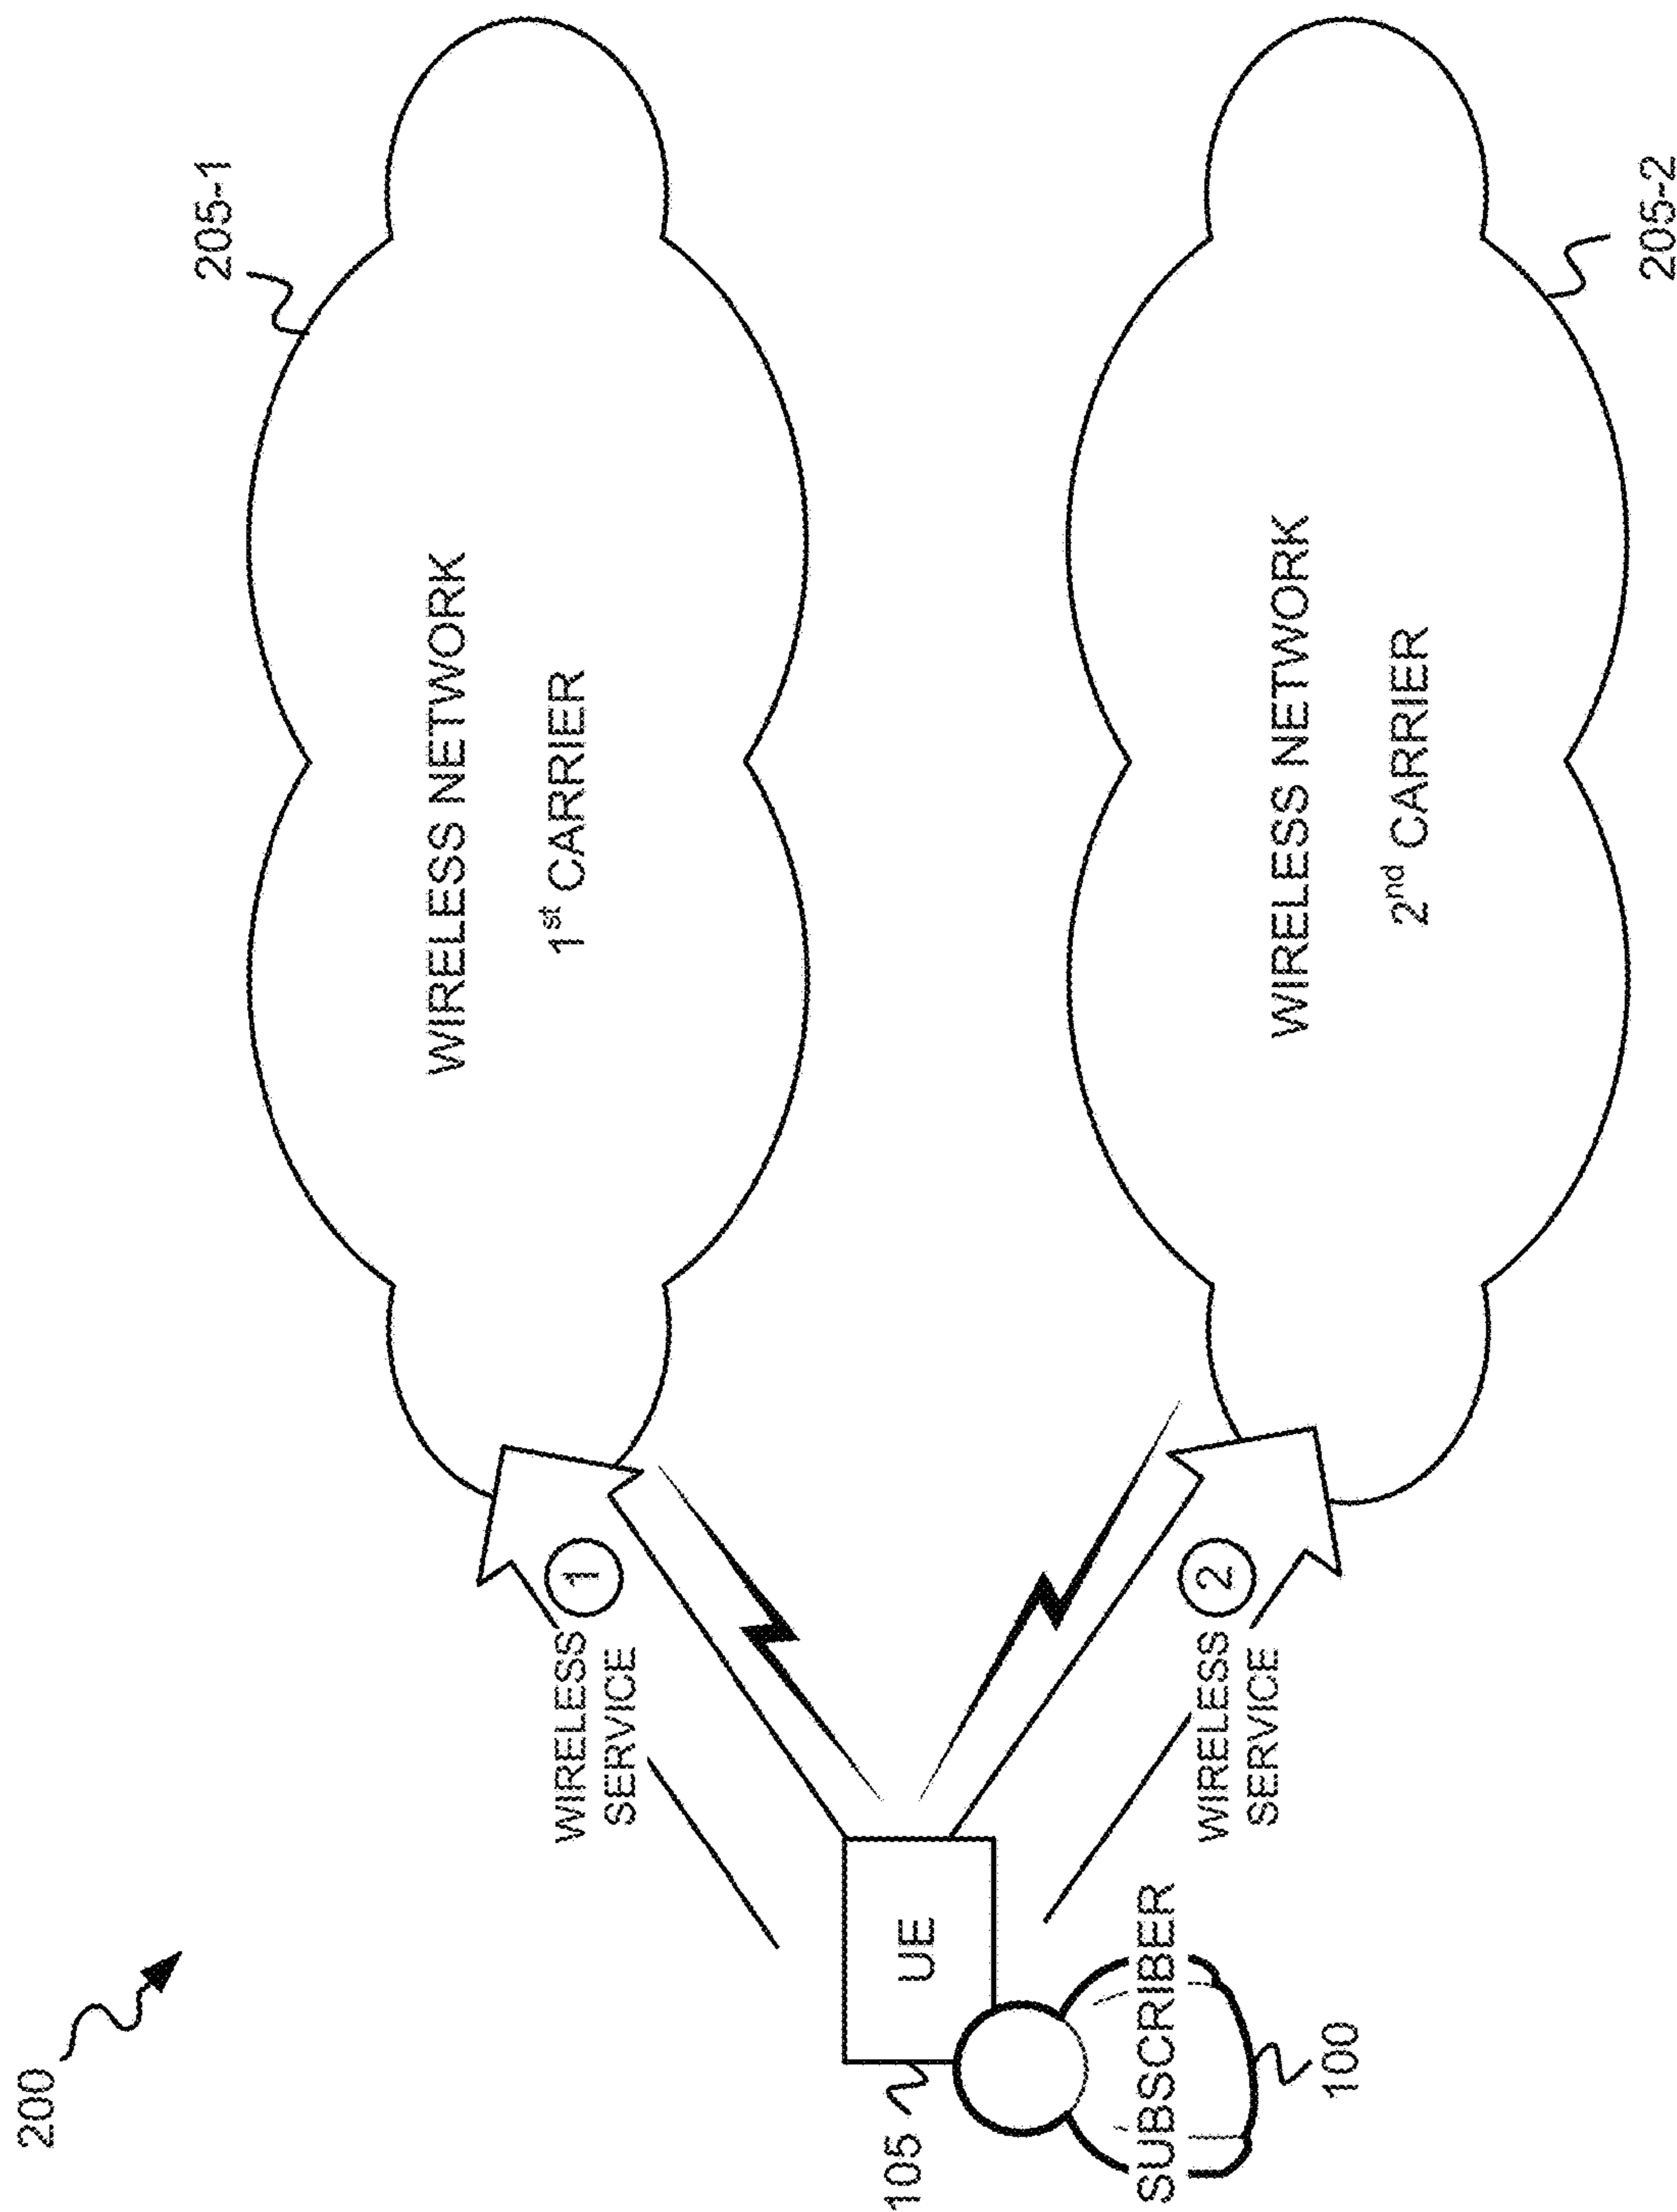 200
205-1
WIRELESS NETWORK
1st CARRIER
WIRELESS
SERVICE
1
UE
105
SUBSCRIBER
100
WIRELESS
SERVICE
2
WIRELESS NETWORK
2nd CARRIER
205-2